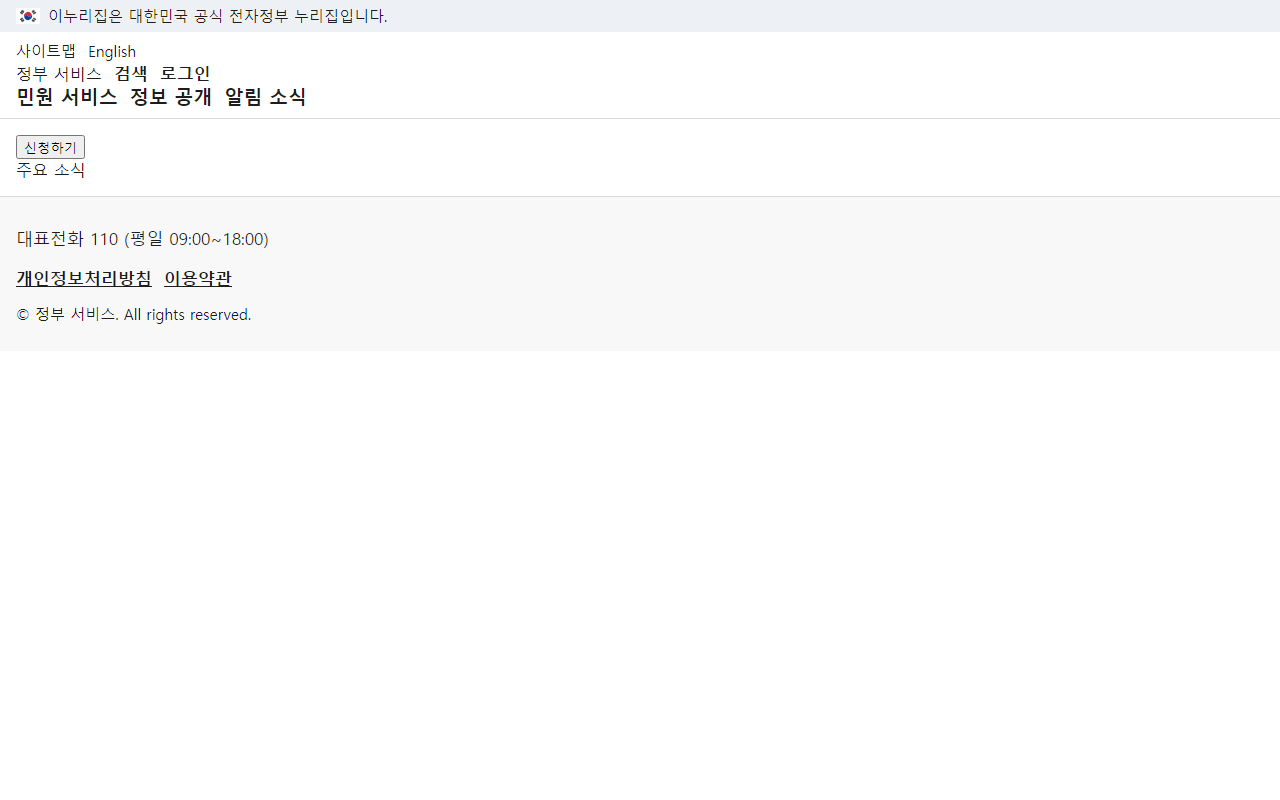 이누리집은 대한민국 공식 전자정부 누리집입니다.
사이트맵 English
정부 서비스 검색 로그인
민원 서비스 정보 공개 알림 소식
신청하기
주요 소식
대표전화 110 (평일 09:00~18:00)
개인정보처리방침 이용약관
© 정부 서비스. All rights reserved.